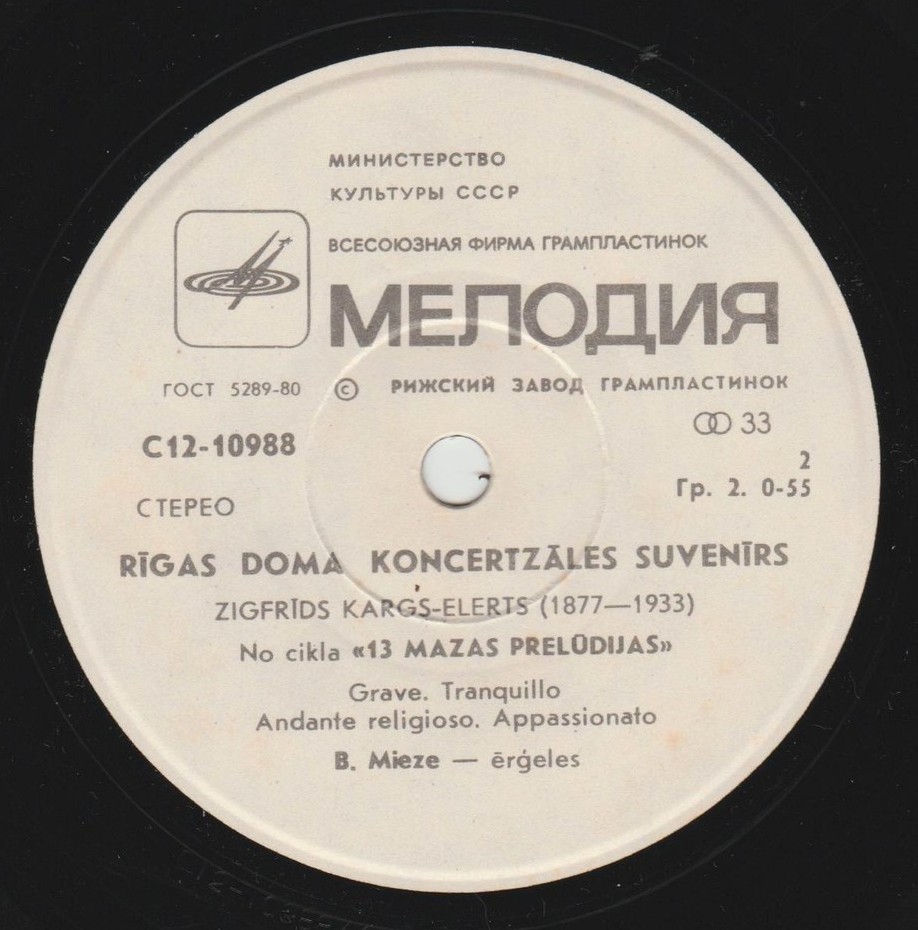 МИНИСТЕРСТВО
КУЛЬТУРЫ СССР
ВСЕСОЮЗНАЯ ФИРМА ГРАМПЛАСТИНОК
МЕЛОДИЯ
ГОСТ 5289-80 © РИЖСКИЙ ЗАВОД ГРАМПЛАСТИНОК
33
С12-10988
2
СТЕРЕО
Гр. 2. 0-55
RĪGAS DOMA KONCERTZĀLES SUVENĪRS
ZIGFRĪDS KARGS-ELERTS (1877—1933)
No cikla «13 MAZAS PRELŪDIJAS»
Grave. Tranquillo
Andante religioso. Appassionato
B. Mieze — ērģeles